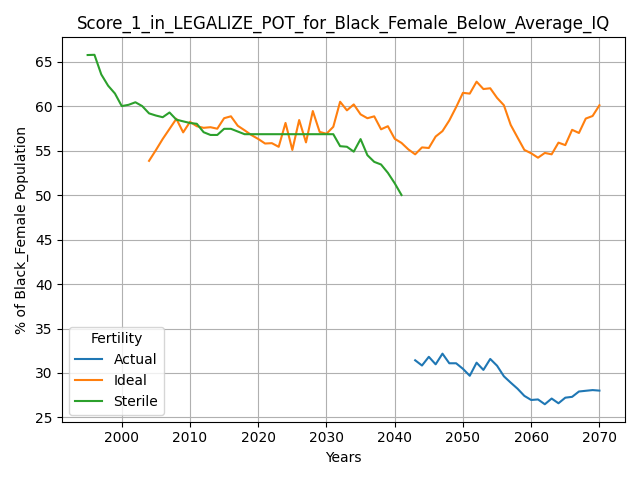 Score_1_in_LEGALIZE_POT_for_Black_Female_Below_Average_IQ
% of Black_Female Population
65
60
55
50
45
40
35
30
25
Fertility
Actual
Ideal
Sterile
2000 2010 2020 2030 2040 2050 2060 2070
Years